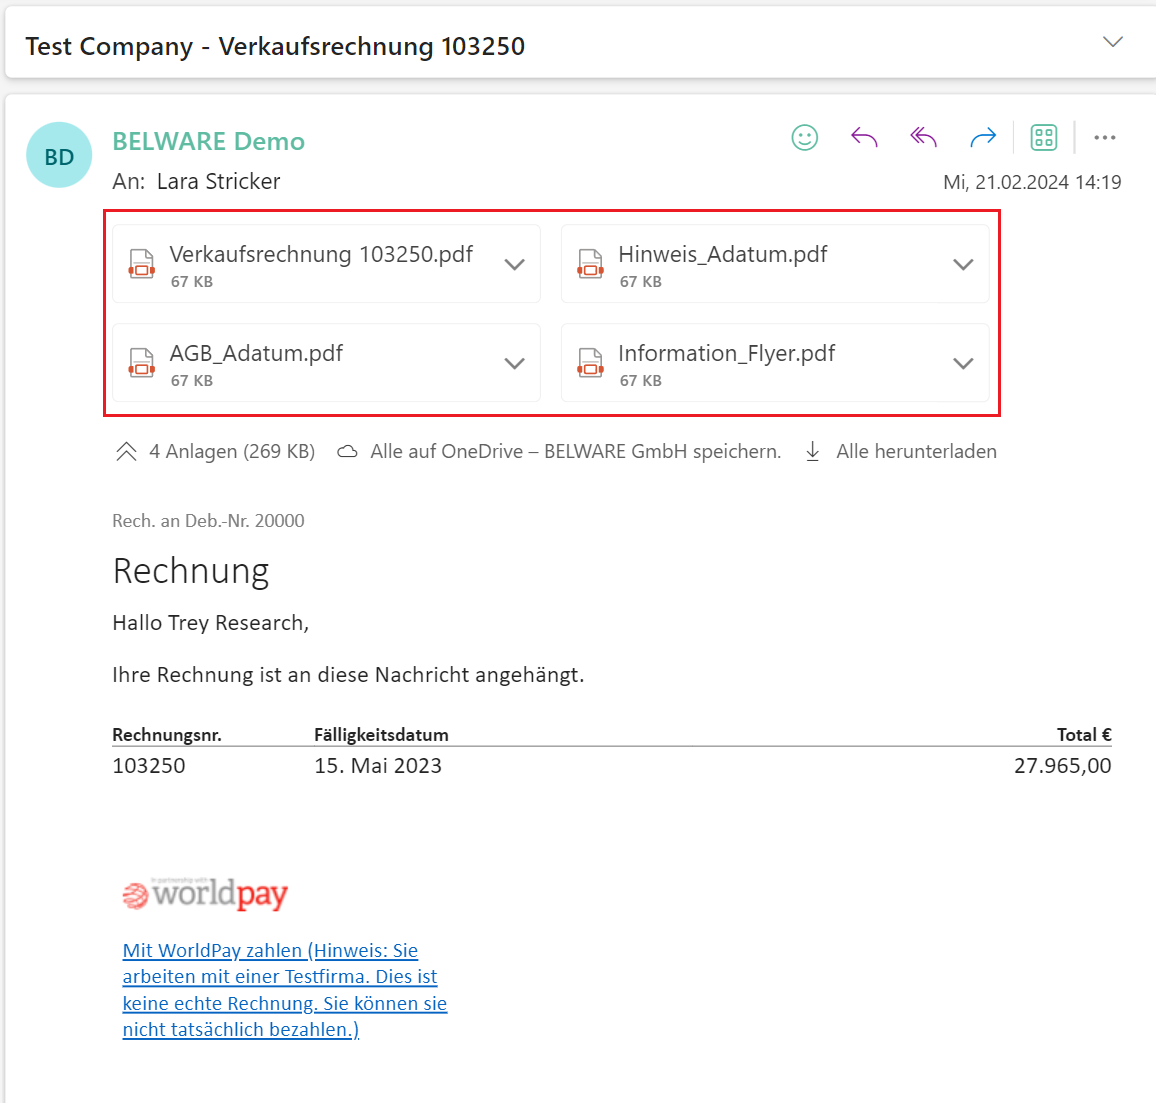 Test Company - Verkaufsrechnung 103250
BD
BELWARE Demo
An: Lara Stricker
Mi, 21.02.2024 14:19
Verkaufsrechnung 103250.pdf
67 KB
Hinweis_Adatum.pdf
67 KB
AGB_Adatum.pdf
67 KB
Information_Flyer.pdf
67 KB
4 Anlagen (269 KB) Alle auf OneDrive – BELWARE GmbH speichern. Alle herunterladen
Rech. an Deb.-Nr. 20000
Rechnung
Hallo Trey Research,
Ihre Rechnung ist an diese Nachricht angehängt.
Rechnungsnr. Fälligkeitsdatum Total €
103250 15. Mai 2023 27.965,00
in partnership with
worldpay
Mit WorldPay zahlen (Hinweis: Sie
arbeiten mit einer Testfirma. Dies ist
keine echte Rechnung. Sie können sie
nicht tatsächlich bezahlen.)